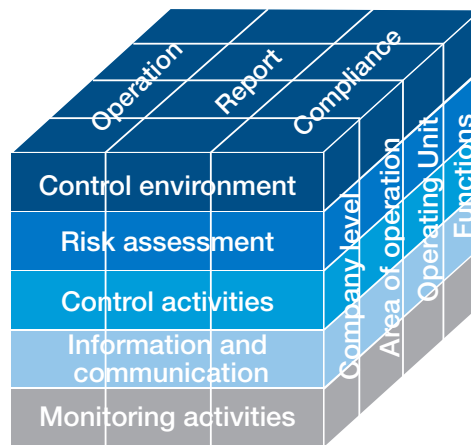 Operation
Report
Compliance
Control environment
Risk assessment
Control activities
Information and
communication
Monitoring activities
Company level
Area of operation
Operating Unit
Functions